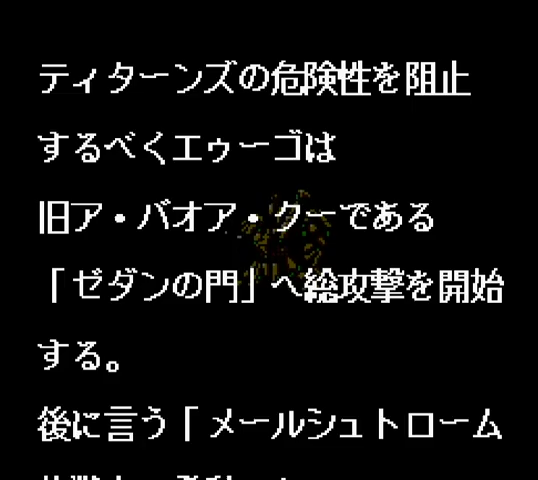 ティターンズの危険性を阻止
するべくエゥーゴは
旧ア・バオア・クーである
「ゼダンの門」へ総攻撃を開始
する。
後に言う「メールシュトローム